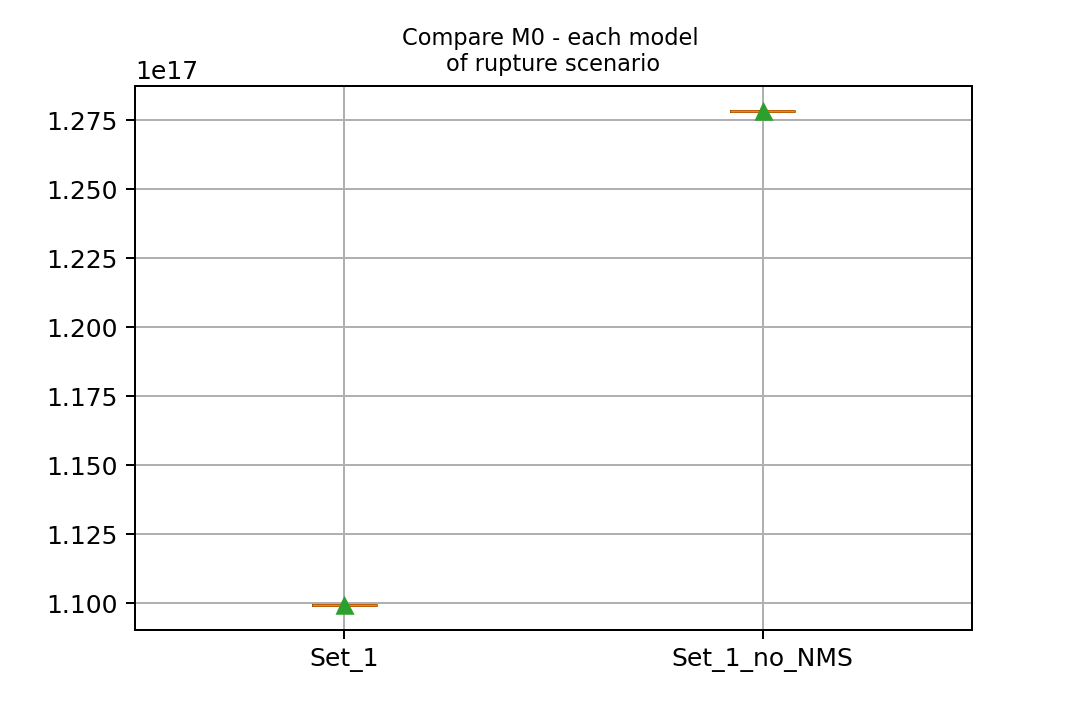 Compare M0 - each model
of rupture scenario
1e17
1.275
1.250
1.225
1.200
1.175
1.150
1.125
1.100
Set_1
Set_1_no_NMS